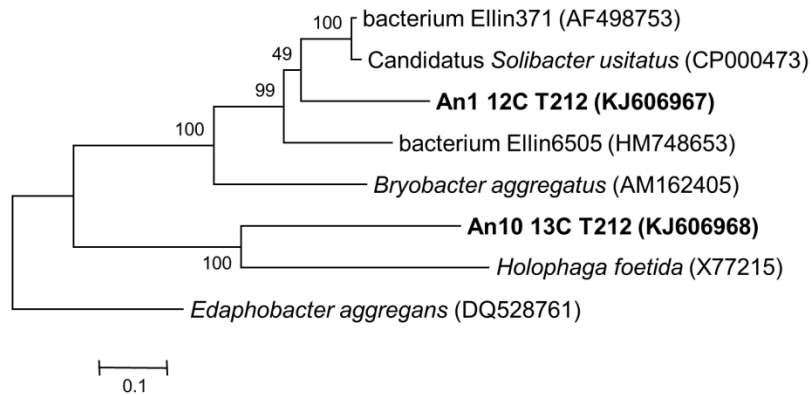 100
bacterium Ellin371 (AF498753)
49
Candidatus Solibacter usitatus (CP000473)
99
An1 12C T212 (KJ606967)
100
bacterium Ellin6505 (HM748653)
Bryobacter aggregatus (AM162405)
An10 13C T212 (KJ606968)
100
Holophaga foetida (X77215)
Edaphobacter aggregans (DQ528761)
0.1